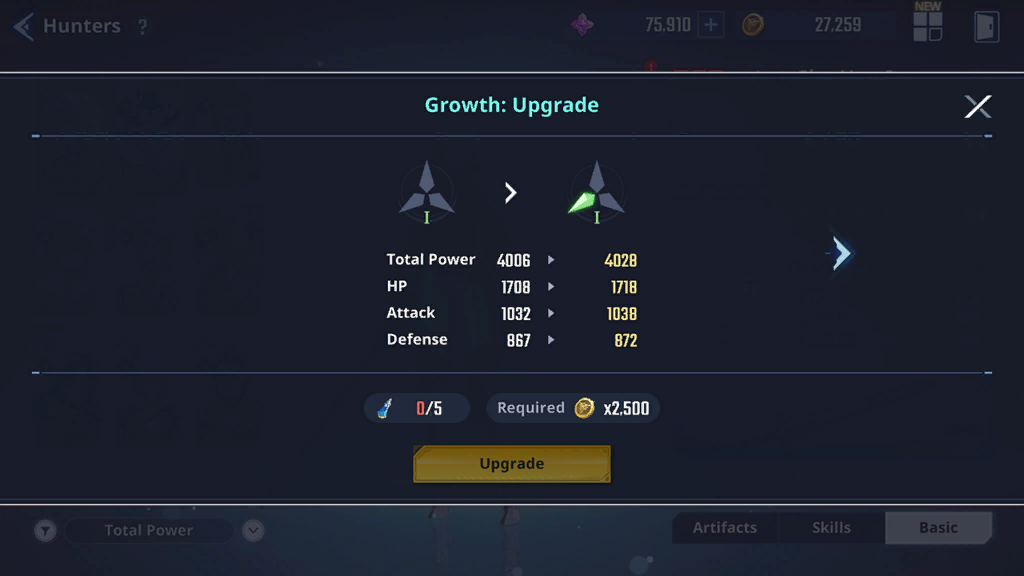 Hunters ?
75,910 + 27,259
NEW
Growth: Upgrade
I I
Total Power 4006 4028
HP 1708 1718
Attack 1032 1038
Defense 867 872
0/5 Required x2,500
Upgrade
Total Power Artifacts Skills Basic